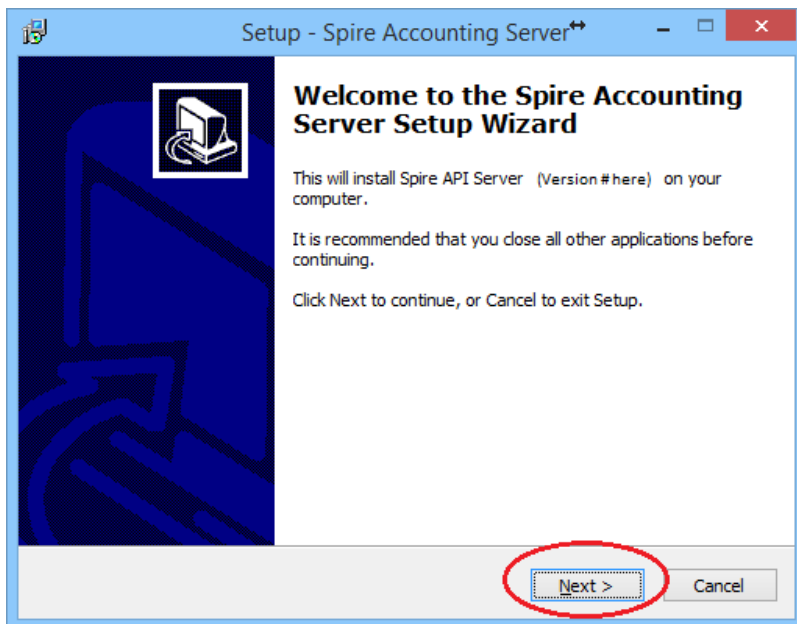 Setup - Spire Accounting Server
Welcome to the Spire Accounting
Server Setup Wizard
This will install Spire API Server (Version # here) on your
computer.
It is recommended that you close all other applications before
continuing.
Click Next to continue, or Cancel to exit Setup.
Next >
Cancel